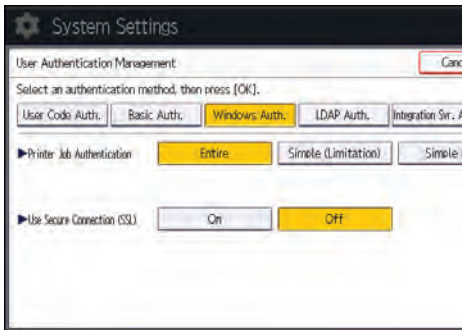 System Settings
User Authentication Management Canc
Select an authentication method, then press [OK].
User Code Auth. Basic Auth. Windows Auth. LDAP Auth. Integration Svr. A
▶Printer Job Authentication Entire Simple (Limitation) Simple
▶Use Secure Connection (SSL) On Off